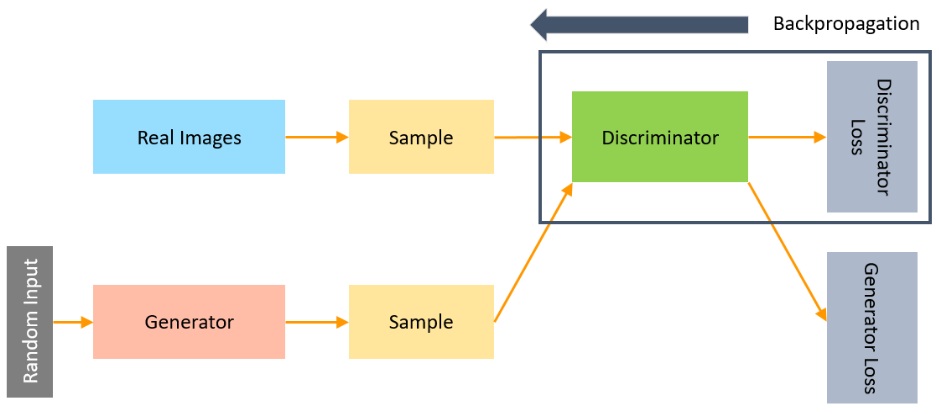 Backpropagation
Real Images
Sample
Discriminator
Discriminator
Loss
Random Input
Generator
Sample
Generator Loss